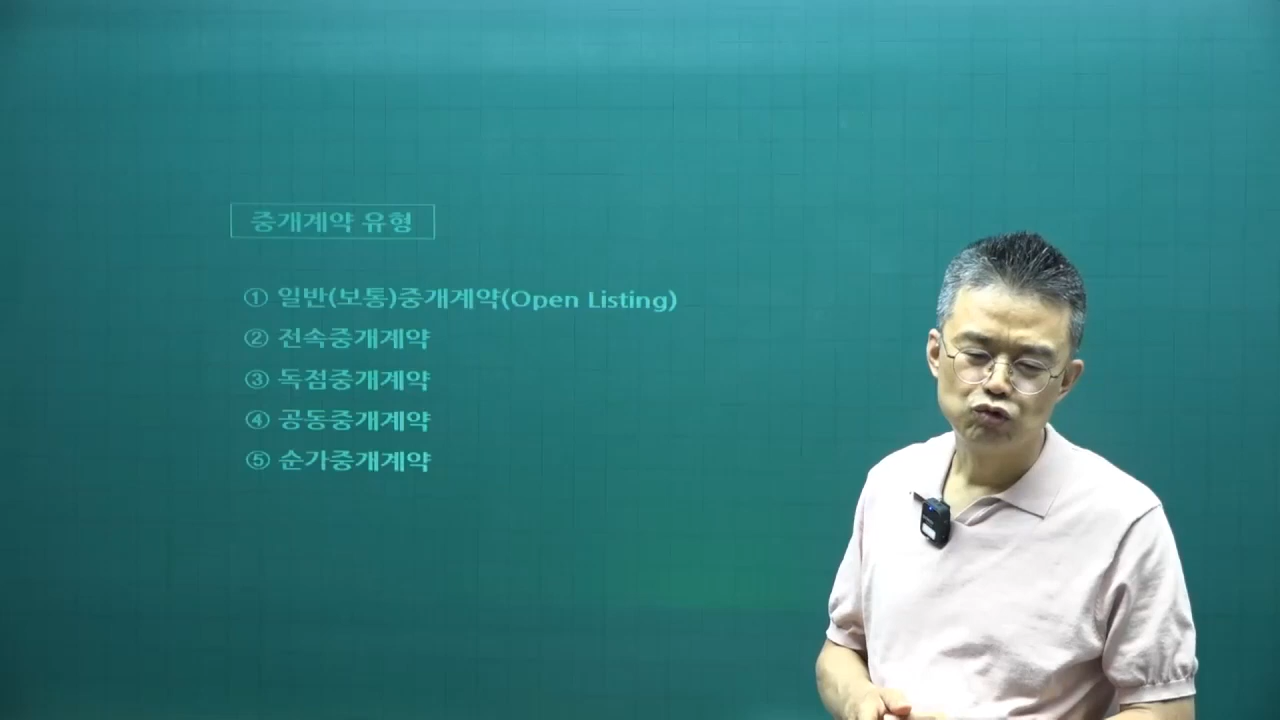 중개계약 유형
① 일반(보통)중개계약(Open Listing)
② 전속중개계약
③ 독점중개계약
④ 공동중개계약
⑤ 순가중개계약